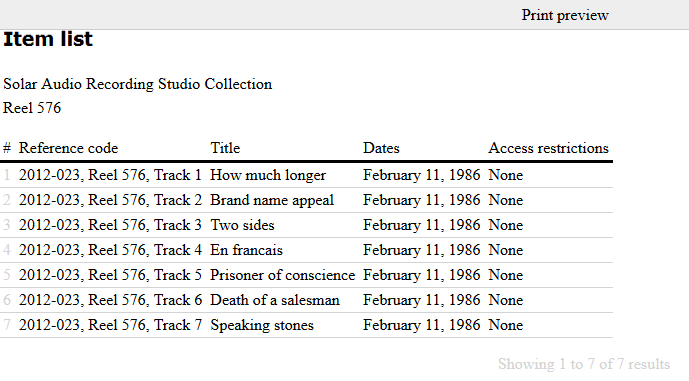 Print preview
Item list
Solar Audio Recording Studio Collection
Reel 576
# Reference code Title Dates Access restrictions
1 2012-023, Reel 576, Track 1 How much longer February 11, 1986 None
2 2012-023, Reel 576, Track 2 Brand name appeal February 11, 1986 None
3 2012-023, Reel 576, Track 3 Two sides February 11, 1986 None
4 2012-023, Reel 576, Track 4 En francais February 11, 1986 None
5 2012-023, Reel 576, Track 5 Prisoner of conscience February 11, 1986 None
6 2012-023, Reel 576, Track 6 Death of a salesman February 11, 1986 None
7 2012-023, Reel 576, Track 7 Speaking stones February 11, 1986 None
Showing 1 to 7 of 7 results